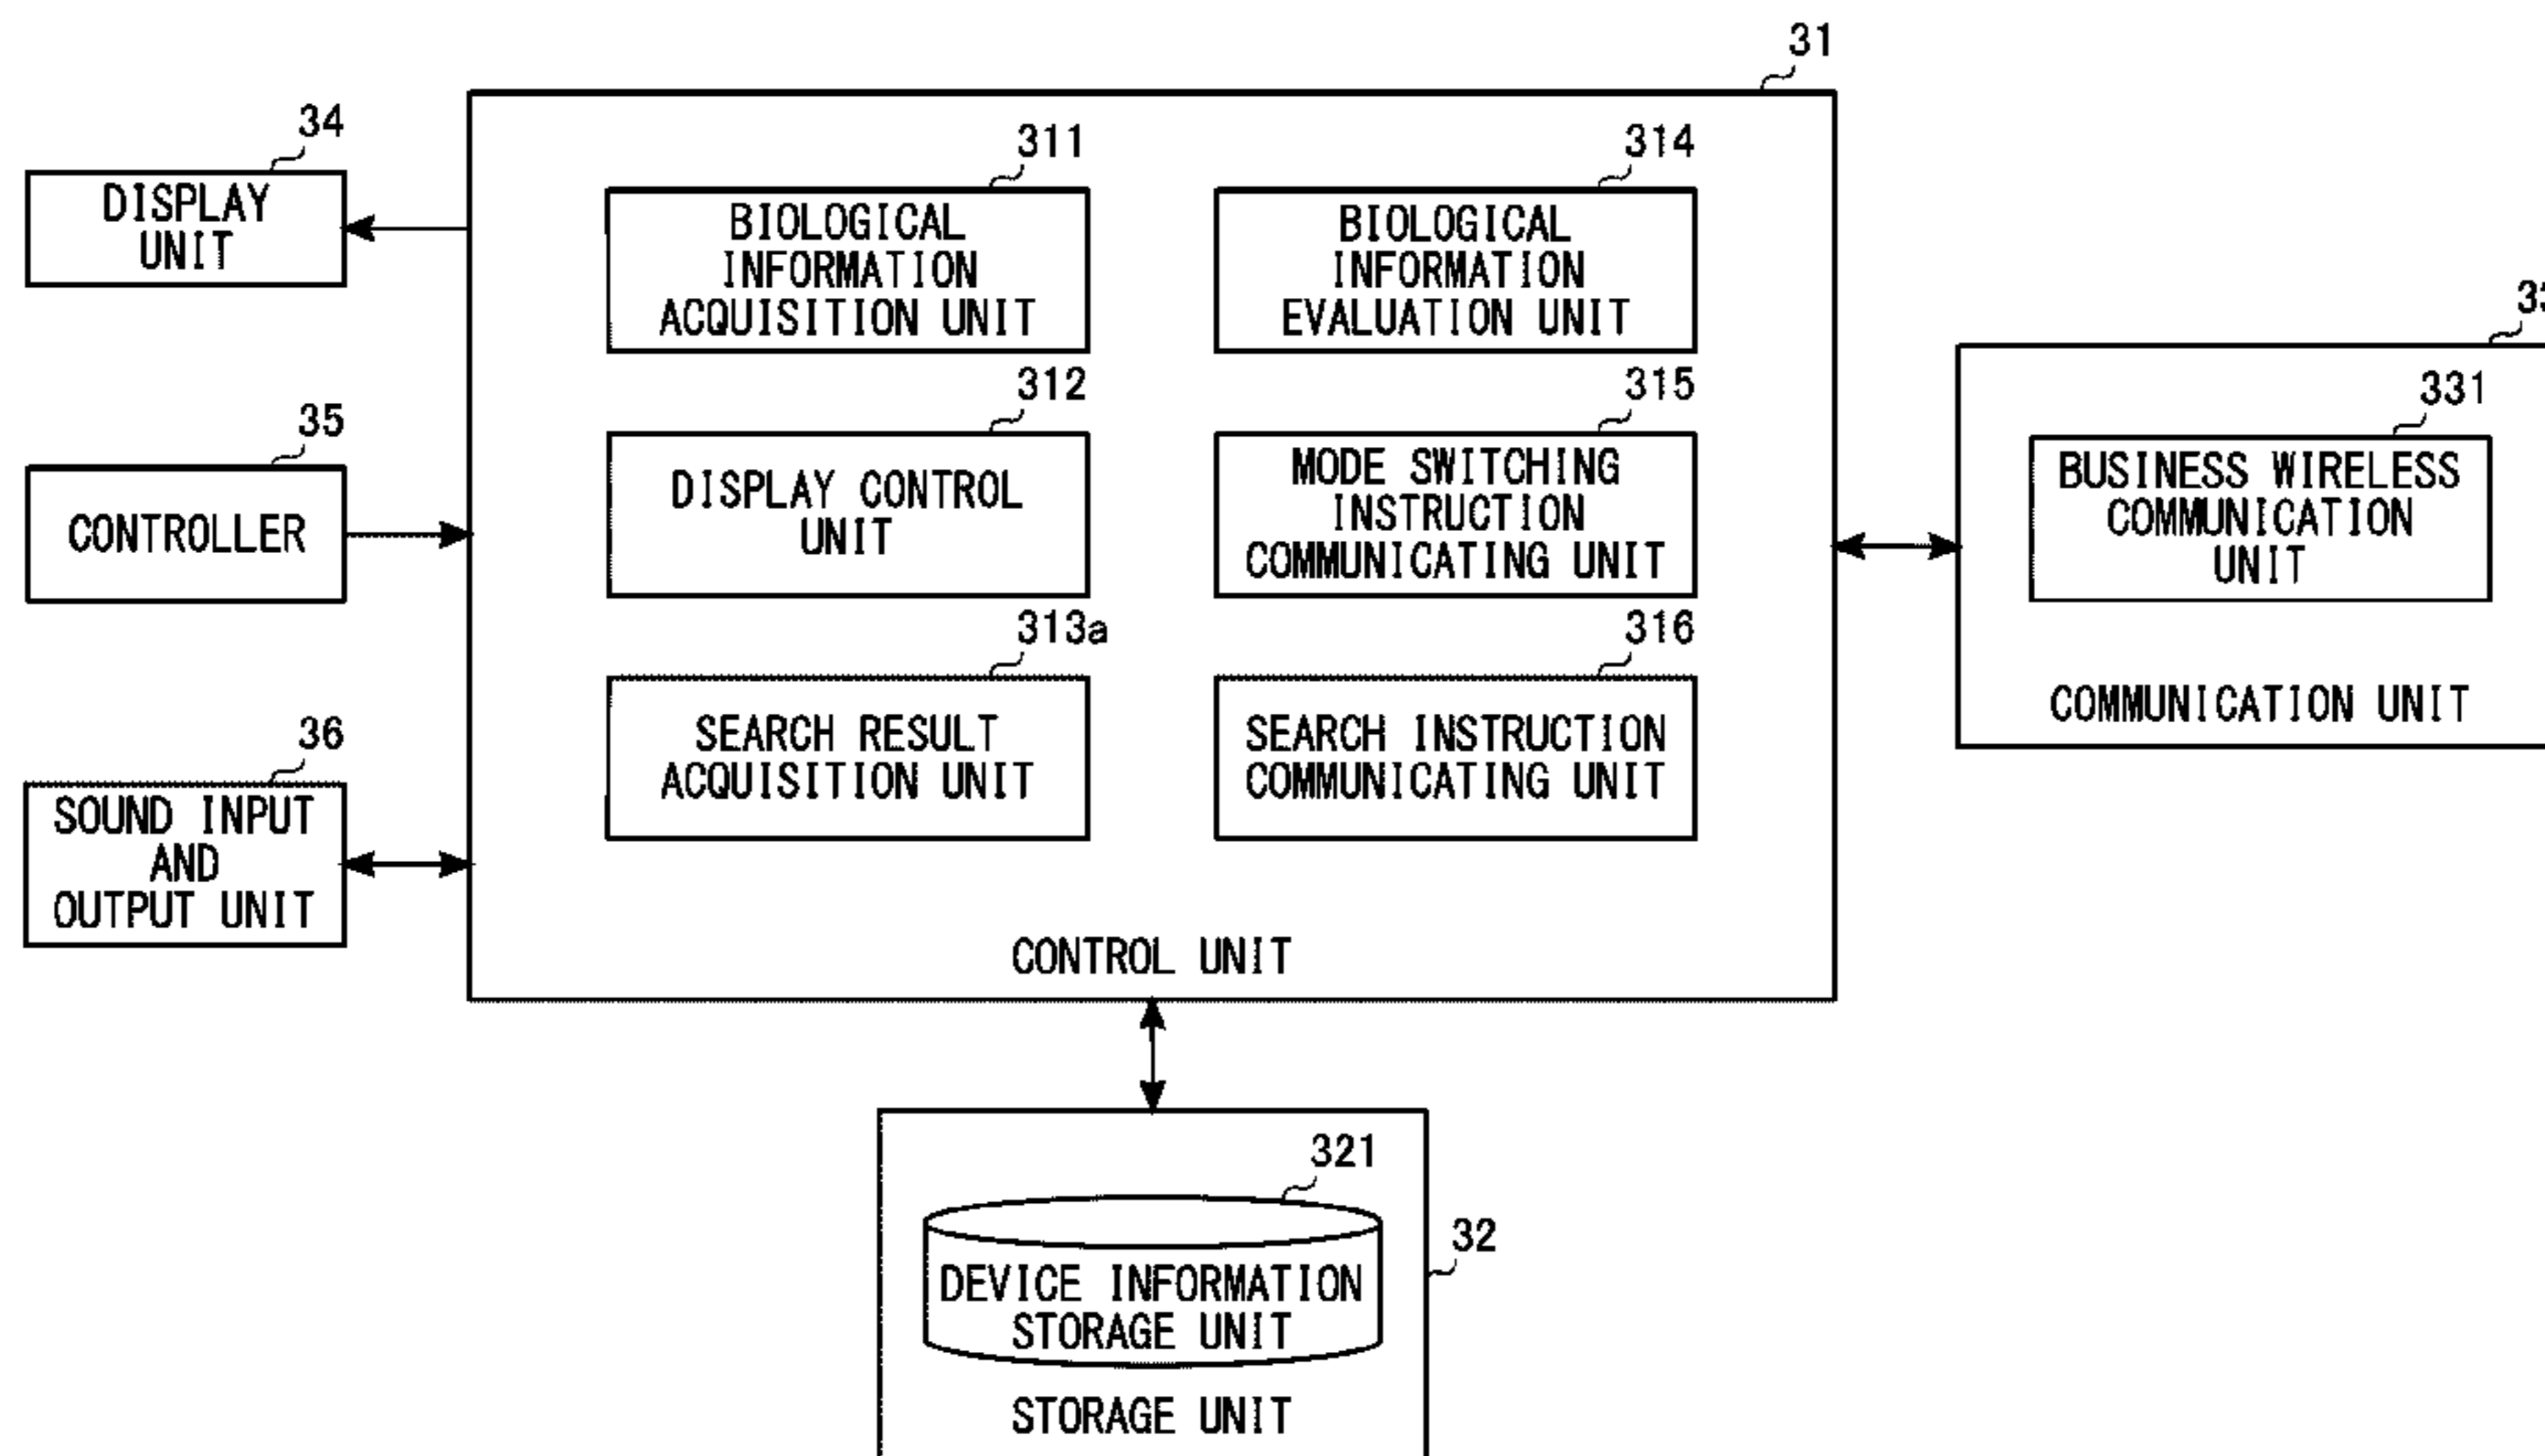 31
34
DISPLAY
UNIT
35
CONTROLLER
36
SOUND INPUT
AND
OUTPUT UNIT
311
BIOLOGICAL
INFORMATION
ACQUISITION UNIT
314
BIOLOGICAL
INFORMATION
EVALUATION UNIT
312
DISPLAY CONTROL
UNIT
315
MODE SWITCHING
INSTRUCTION
COMMUNICATING UNIT
313a
SEARCH RESULT
ACQUISITION UNIT
316
SEARCH INSTRUCTION
COMMUNICATING UNIT
CONTROL UNIT
331
BUSINESS WIRELESS
COMMUNICATION
UNIT
COMMUNICATION UNIT
321
DEVICE INFORMATION
STORAGE UNIT
32
STORAGE UNIT